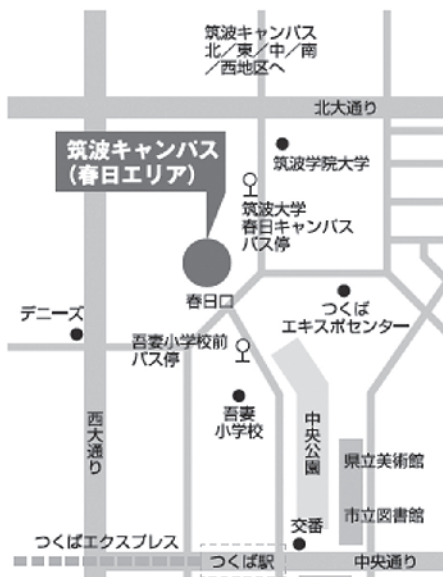 筑波キャンパス
北／東／中／南
／西地区へ
北大通り
筑波キャンパス
(春日エリア)
筑波学院大学
筑波大学
春日キャンパス
バス停
春日口
つくば
エキスポセンター
デニーズ
吾妻小学校前
バス停
吾妻
小学校
西大通り
中央公園
県立美術館
市立図書館
交番
つくばエクスプレス
つくば駅
中央通り